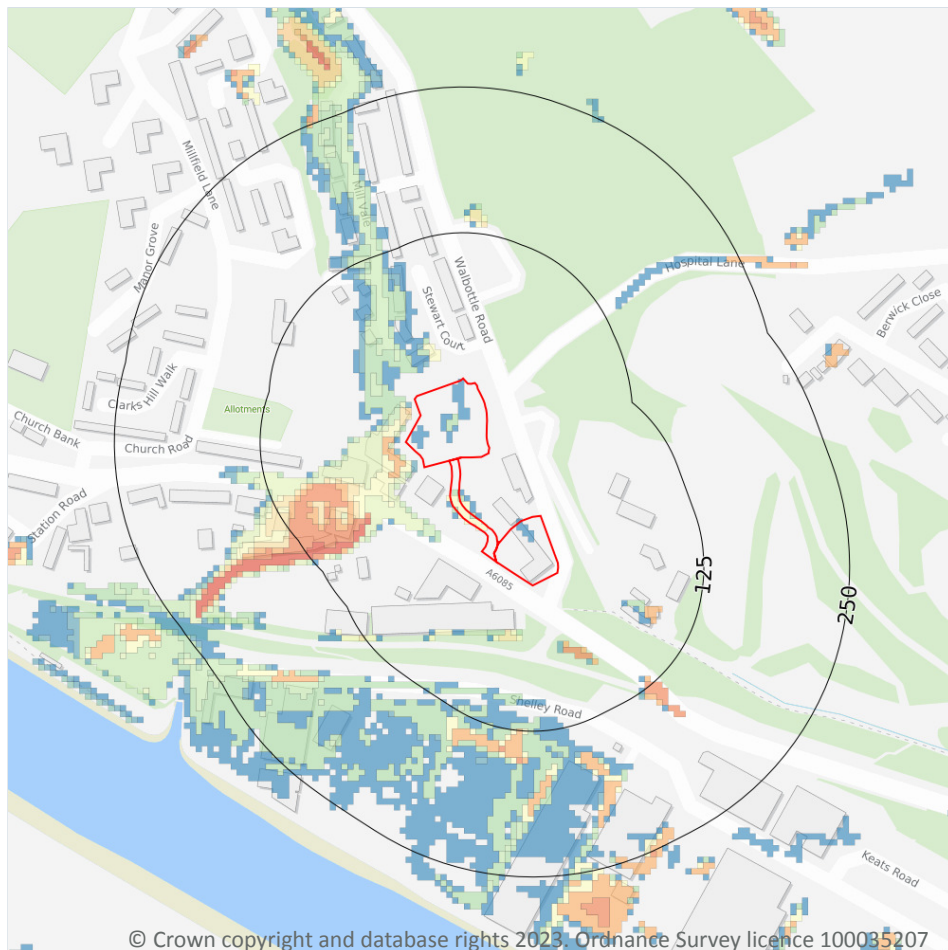 Millfield Lane
Mill Vale
Manor Grove
Walbottle Road
Hospital Lane
Stewart Court
Berwick Close
Clarks Hill Walk
Allotments
Church Bank
Church Road
Station Road
A6085
125
250
Shelley Road
Keats Road
© Crown copyright and database rights 2023. Ordnance Survey licence 100035207